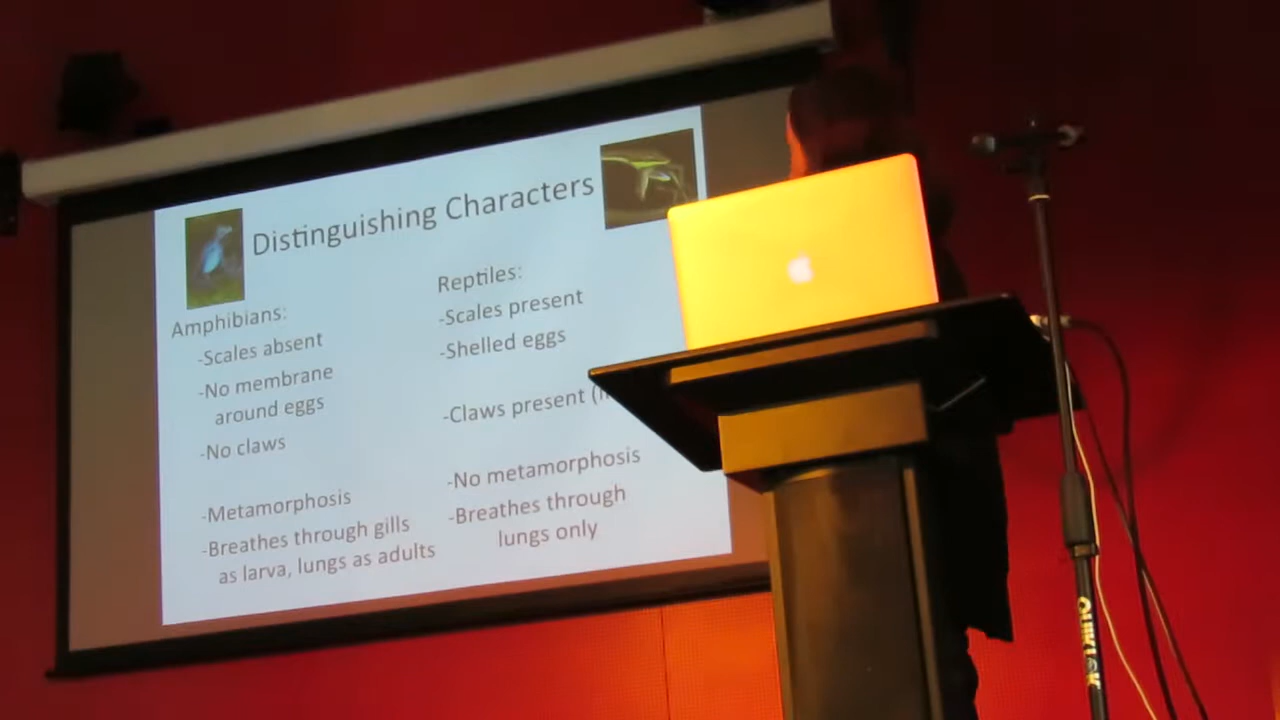 Distinguishing Characters
Amphibians:
-Scales absent
-No membrane
around eggs
-No claws
-Metamorphosis
-Breathes through gills
as larva, lungs as adults
Reptiles:
-Scales present
-Shelled eggs
-Claws present
-No metamorphosis
-Breathes through
lungs only
QUIKLOK